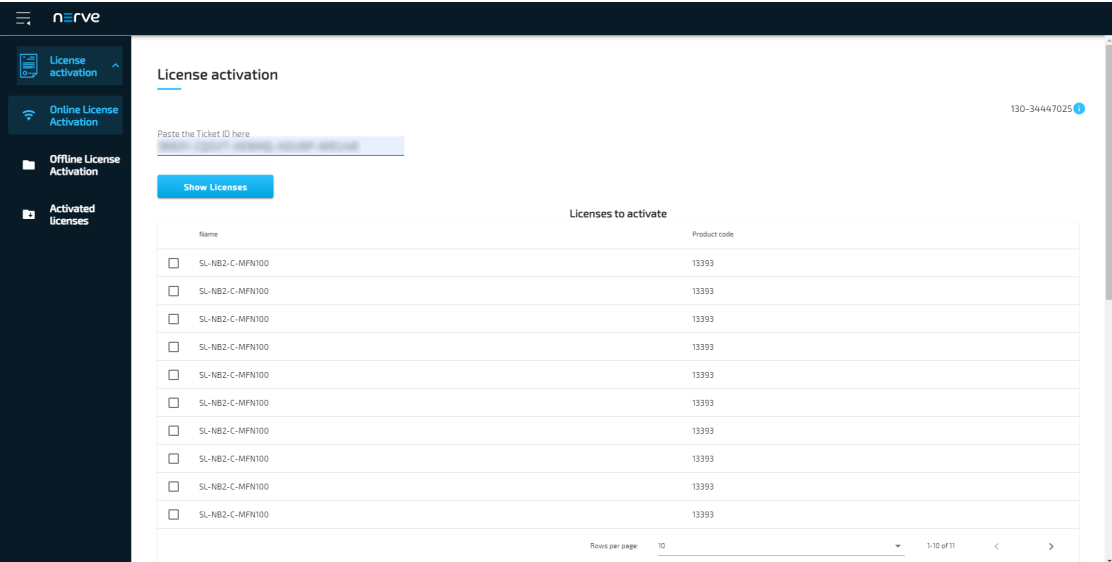 nerve
License
activation
Online License
Activation
Offline License
Activation
Activated
licenses
License activation
130-34447025
Paste the Ticket ID here
Show Licenses
Licenses to activate
Name Product code
SL-NB2-C-MFN100 13393
SL-NB2-C-MFN100 13393
SL-NB2-C-MFN100 13393
SL-NB2-C-MFN100 13393
SL-NB2-C-MFN100 13393
SL-NB2-C-MFN100 13393
SL-NB2-C-MFN100 13393
SL-NB2-C-MFN100 13393
SL-NB2-C-MFN100 13393
SL-NB2-C-MFN100 13393
Rows per page: 10 1-10 of 11